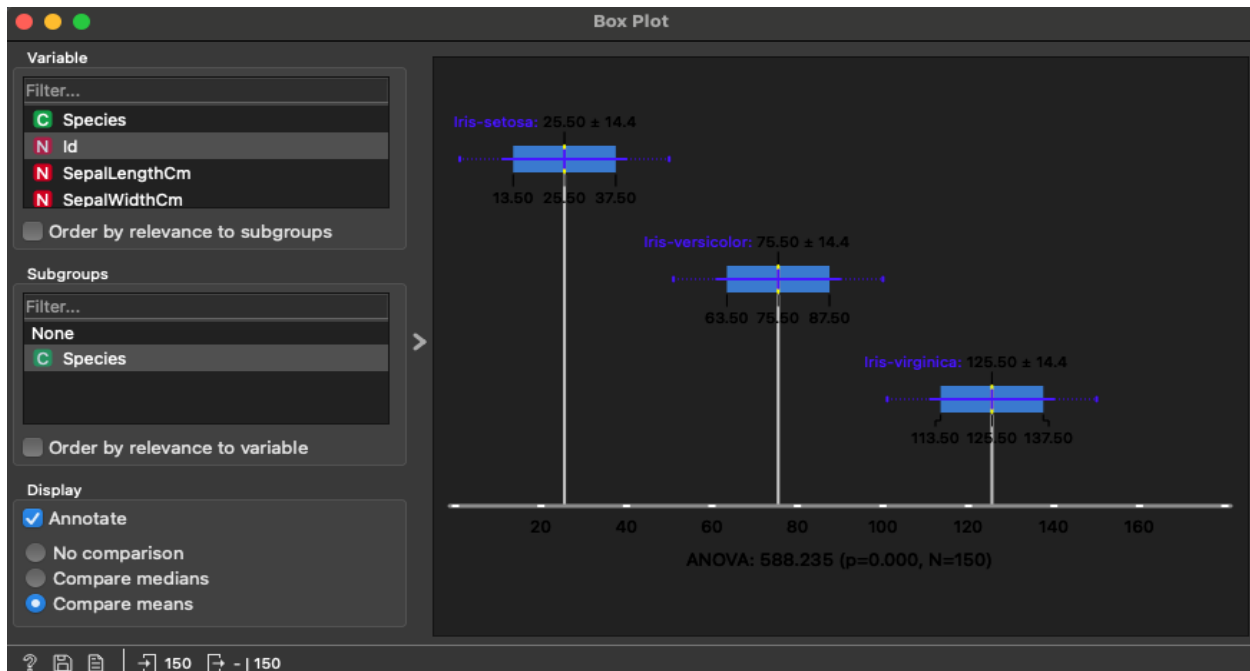 Box Plot
Variable
Filter...
C Species
N Id
N SepalLengthCm
N SepalWidthCm
Order by relevance to subgroups
Subgroups
Filter...
None
C Species
Order by relevance to variable
Display
Annotate
No comparison
Compare medians
Compare means
? 150 - | 150
Iris-setosa: 25.50 ± 14.4
13.50 25.50 37.50
Iris-versicolor: 75.50 ± 14.4
63.50 75.50 87.50
Iris-virginica: 125.50 ± 14.4
113.50 125.50 137.50
20 40 60 80 100 120 140 160
ANOVA: 588.235 (p=0.000, N=150)